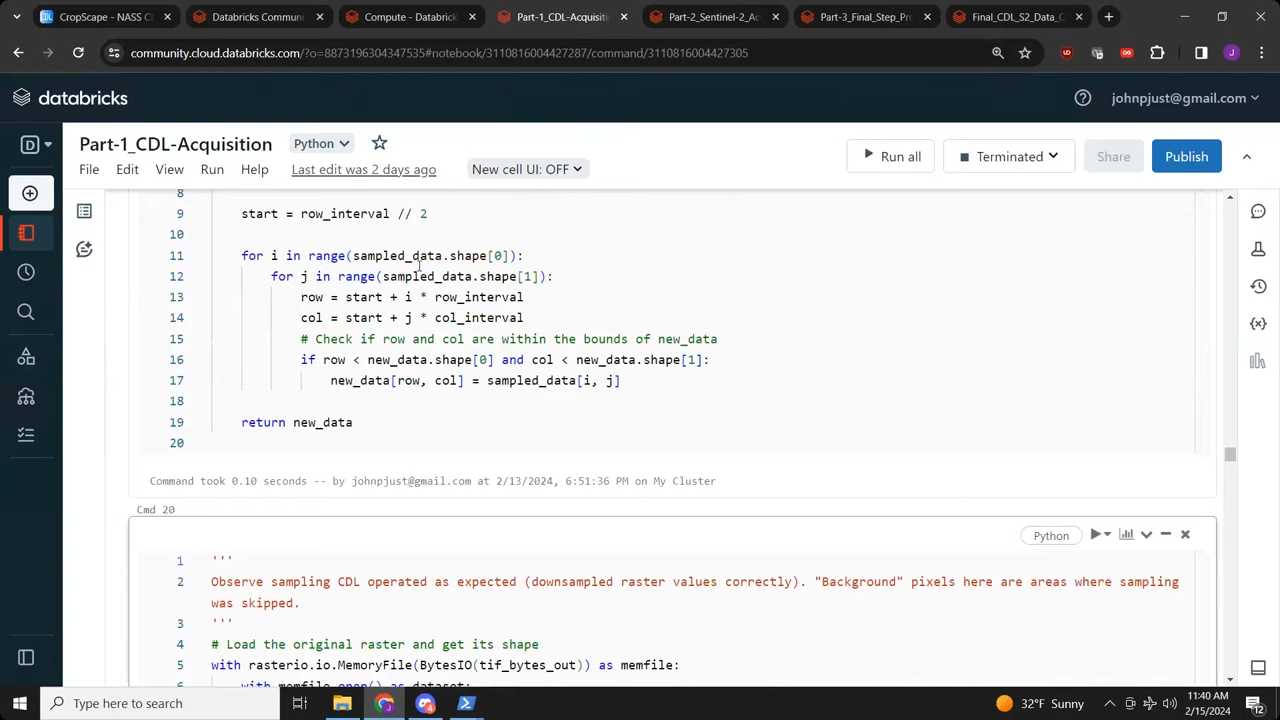 CropScape - NASS C
Databricks Commun
Compute - Databrick
Part-1_CDL-Acquisiti
Part-2_Sentinel-2_Ac
Part-3_Final_Step_Pr
Final_CDL_S2_Data_C
community.cloud.databricks.com/?o=8873196304347535#notebook/3110816004427287/command/3110816004427305
databricks
johnpjust@gmail.com
Part-1_CDL-Acquisition
Python
Run all
Terminated
Share
Publish
File Edit View Run Help Last edit was 2 days ago New cell UI: OFF
8
9 start = row_interval // 2
10
11 for i in range(sampled_data.shape[0]):
12 for j in range(sampled_data.shape[1]):
13 row = start + i * row_interval
14 col = start + j * col_interval
15 # Check if row and col are within the bounds of new_data
16 if row < new_data.shape[0] and col < new_data.shape[1]:
17 new_data[row, col] = sampled_data[i, j]
18
19 return new_data
20
Command took 0.10 seconds -- by johnpjust@gmail.com at 2/13/2024, 6:51:36 PM on My Cluster
Cmd 20
Python
1 '''
2 Observe sampling CDL operated as expected (downsampled raster values correctly). "Background" pixels here are areas where sampling
was skipped.
3 '''
4 # Load the original raster and get its shape
5 with rasterio.io.MemoryFile(BytesIO(tif_bytes_out)) as memfile:
6 with memfile.open() as dataset:
Type here to search
32°F Sunny
11:40 AM
2/15/2024
12